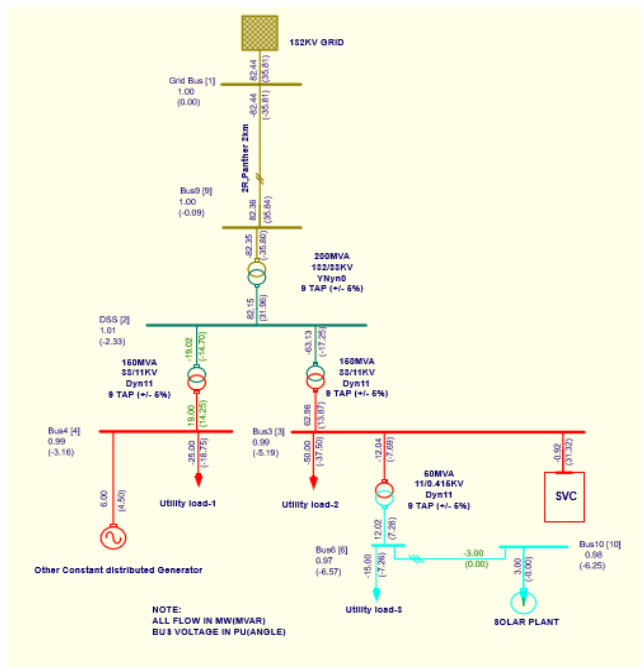 132KV GRID
82.44
(35.81)
Grid Bus [1]
1.00
(0.00)
-82.44
(-35.81)
2R,Panther 2km
Bus9 [9]
1.00
(-0.09)
82.36
(35.84)
-82.35
(-35.80)
200MVA
132/33KV
YNyn0
9 TAP (+/- 5%)
82.15
(31.96)
DSS [2]
1.01
(-2.33)
-19.02
(-14.70)
-63.13
(-17.25)
150MVA
33/11KV
Dyn11
9 TAP (+/- 5%)
150MVA
33/11KV
Dyn11
9 TAP (+/- 5%)
19.00
(14.25)
62.96
(13.87)
Bus4 [4]
0.99
(-3.16)
Bus3 [3]
0.99
(-5.19)
-25.00
(-18.75)
-50.00
(-37.50)
-12.04
(-7.69)
-0.92
(31.32)
6.00
(4.50)
Utility load-1
Utility load-2
50MVA
11/0.415KV
Dyn11
9 TAP (+/- 5%)
SVC
12.02
(7.26)
Other Constant distributed Generator
Bus6 [6]
0.97
(-6.57)
-15.00
(-7.26)
-3.00
(0.00)
3.00
(-0.00)
Bus10 [10]
0.98
(-6.25)
Utility load-3
SOLAR PLANT
NOTE:
ALL FLOW IN MW(MVAR)
BUS VOLTAGE IN PU(ANGLE)